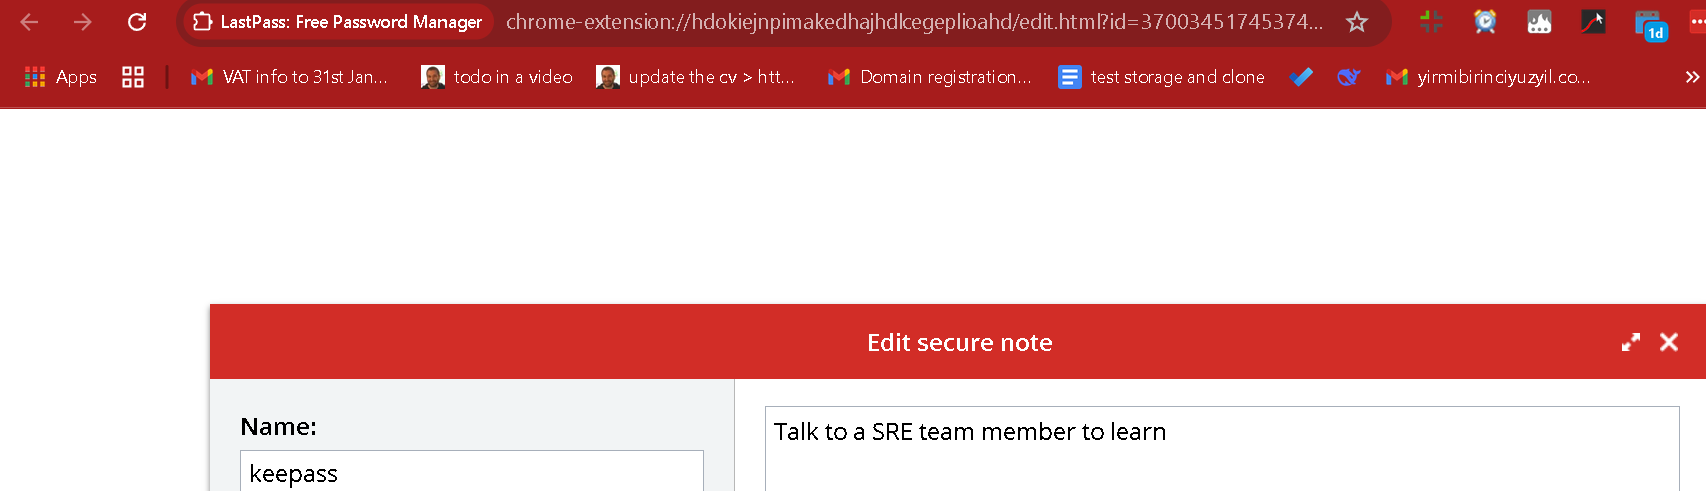 LastPass: Free Password Manager chrome-extension://hdokiejnpimakedhajhdlcegeplioahd/edit.html?id=37003451745374...
1d
Apps VAT info to 31st Jan... todo in a video update the cv > htt... Domain registration... test storage and clone yirmibirinciyuzyil.co...
Edit secure note
Name:
Talk to a SRE team member to learn
keepass